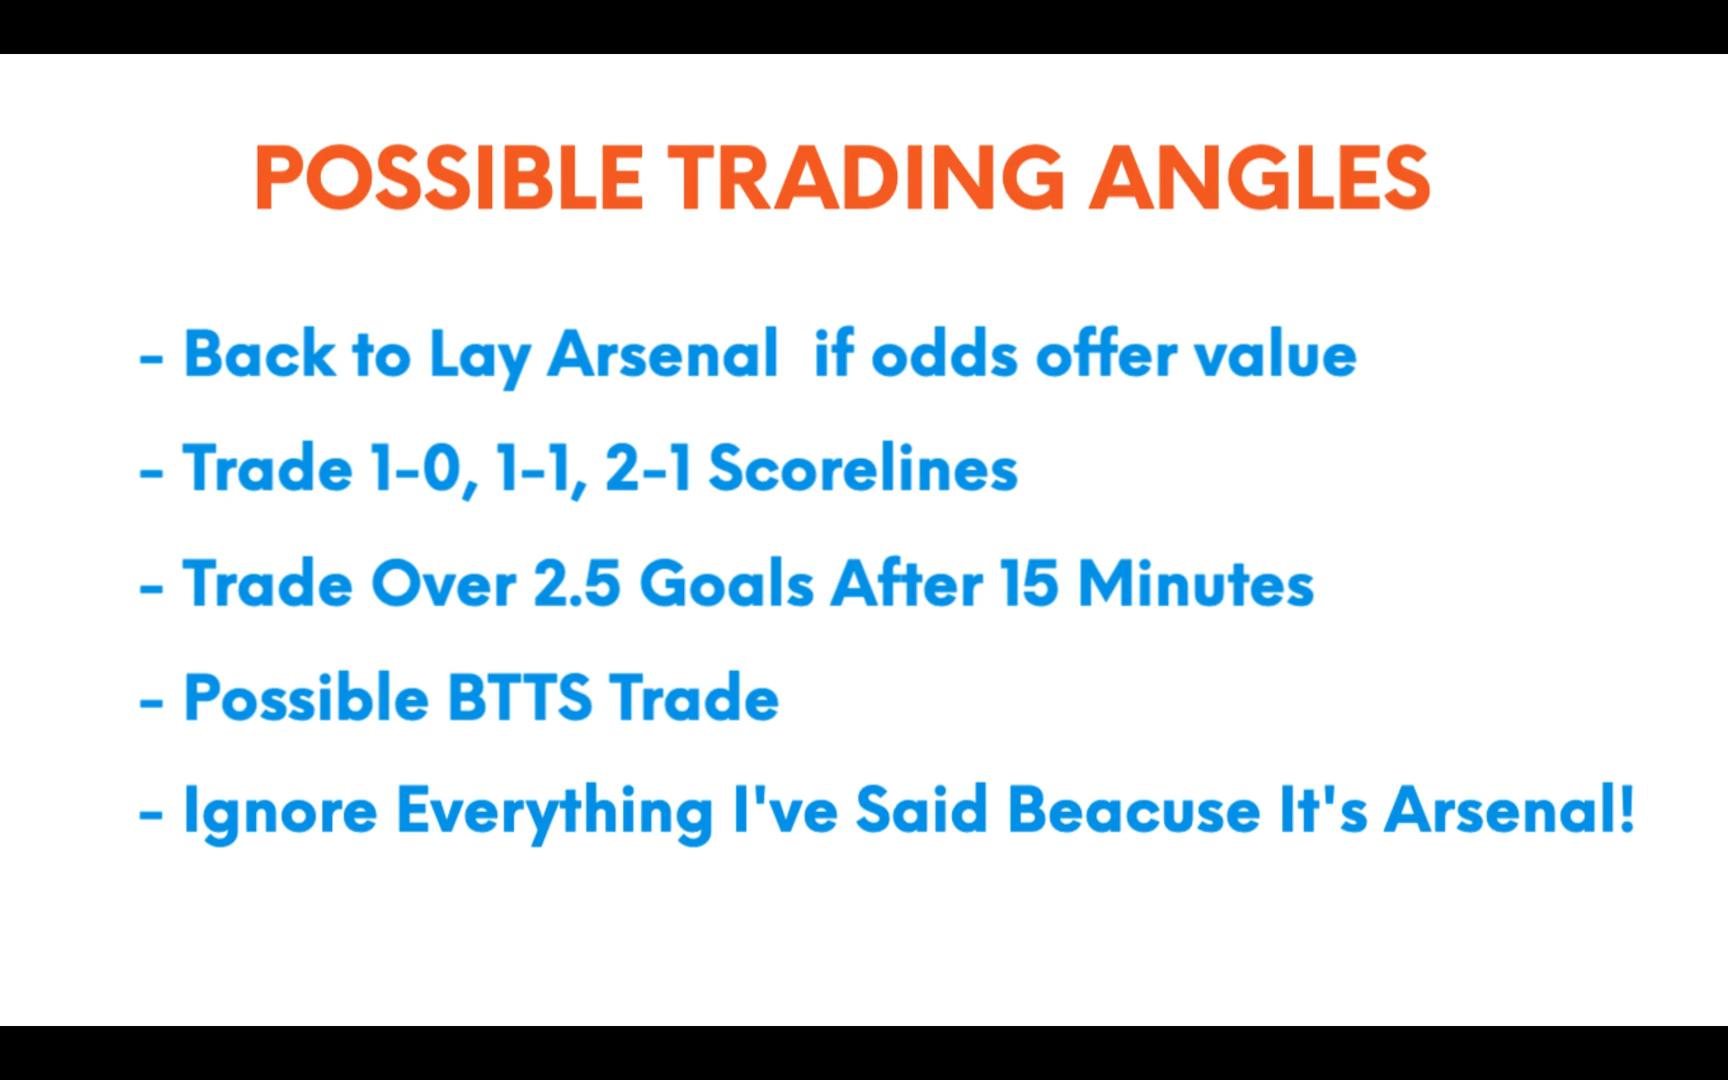 POSSIBLE TRADING ANGLES
- Back to Lay Arsenal  if odds offer value
- Trade 1-0, 1-1, 2-1 Scorelines
- Trade Over 2.5 Goals After 15 Minutes
- Possible BTTS Trade
- Ignore Everything I've Said Beacuse It's Arsenal!